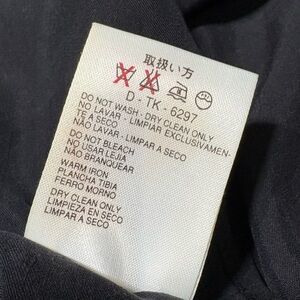 取扱い方
D-TK-6297
DO NOT WASH - DRY CLEAN ONLY
NO LAVAR - LIMPIAR EXCLUSIVAMEN-
TE A SECO
NÃO LAVAR - LIMPAR A SECO
DO NOT BLEACH
NO USAR LEJIA
NÃO BRANQUEAR
WARM IRON
PLANCHA TIBIA
FERRO MORNO
DRY CLEAN ONLY
LIMPIEZA EN SECO
LIMPAR A SECO